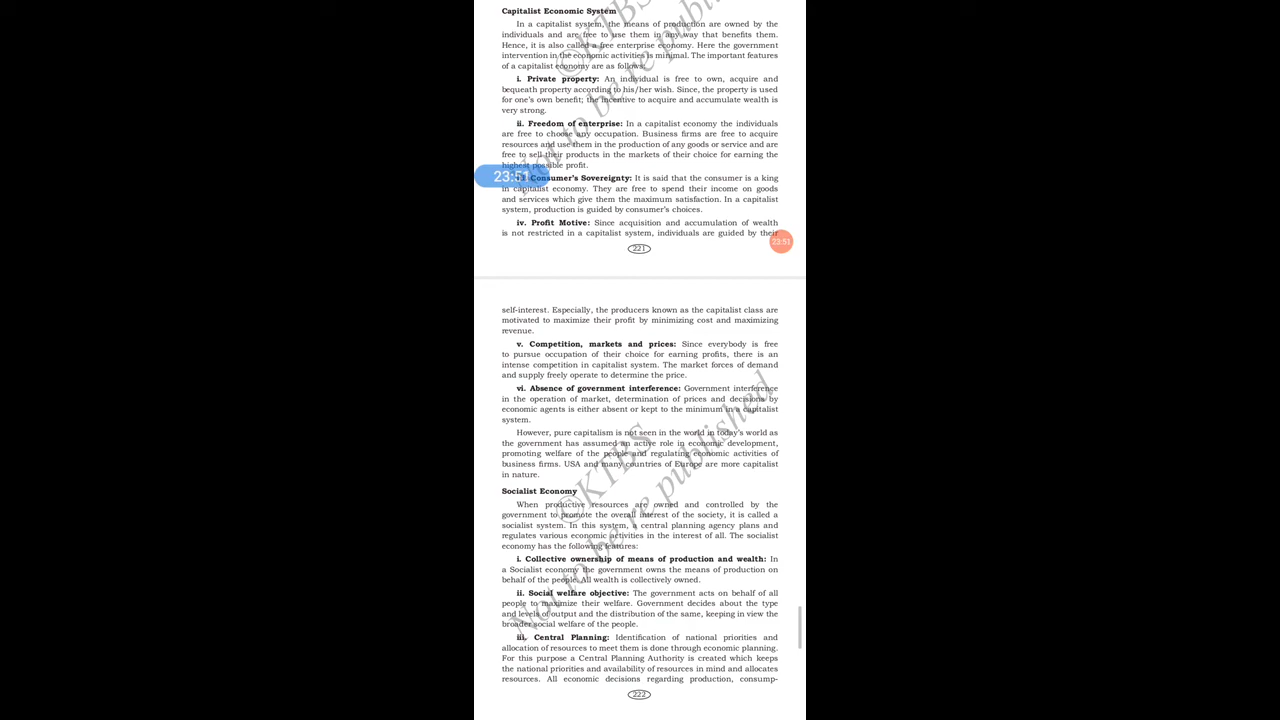 Capitalist Economic System
In a capitalist system, the means of production are owned by the
individuals and are free to use them in any way that benefits them.
Hence, it is also called a free enterprise economy. Here the government
intervention in the economic activities is minimal. The important features
of a capitalist economy are as follows:
i. Private property: An individual is free to own, acquire and
bequeath property according to his/her wish. Since, the property is used
for one's own benefit; the incentive to acquire and accumulate wealth is
very strong.
ii. Freedom of enterprise: In a capitalist economy the individuals
are free to choose any occupation. Business firms are free to acquire
resources and use them in the production of any goods or service and are
free to sell their products in the markets of their choice for earning the
highest possible profit.
23:51
Consumer's Sovereignty: It is said that the consumer is a king
in capitalist economy. They are free to spend their income on goods
and services which give them the maximum satisfaction. In a capitalist
system, production is guided by consumer's choices.
iv. Profit Motive: Since acquisition and accumulation of wealth
is not restricted in a capitalist system, individuals are guided by their
23:51
221
self-interest. Especially, the producers known as the capitalist class are
motivated to maximize their profit by minimizing cost and maximizing
revenue.
v. Competition, markets and prices: Since everybody is free
to pursue occupation of their choice for earning profits, there is an
intense competition in capitalist system. The market forces of demand
and supply freely operate to determine the price.
vi. Absence of government interference: Government interference
in the operation of market, determination of prices and decisions by
economic agents is either absent or kept to the minimum in a capitalist
system.
However, pure capitalism is not seen in the world in today's world as
the government has assumed an active role in economic development,
promoting welfare of the people and regulating economic activities of
business firms. USA and many countries of Europe are more capitalist
in nature.
Socialist Economy
When productive resources are owned and controlled by the
government to promote the overall interest of the society, it is called a
socialist system. In this system, a central planning agency plans and
regulates various economic activities in the interest of all. The socialist
economy has the following features:
i. Collective ownership of means of production and wealth: In
a Socialist economy the government owns the means of production on
behalf of the people. All wealth is collectively owned.
ii. Social welfare objective: The government acts on behalf of all
people to maximize their welfare. Government decides about the type
and levels of output and the distribution of the same, keeping in view the
broader social welfare of the people.
iii. Central Planning: Identification of national priorities and
allocation of resources to meet them is done through economic planning.
For this purpose a Central Planning Authority is created which keeps
the national priorities and availability of resources in mind and allocates
resources. All economic decisions regarding production, consump-
222
©KTBS
Not to be re publi
©KTBS
Not to be re published